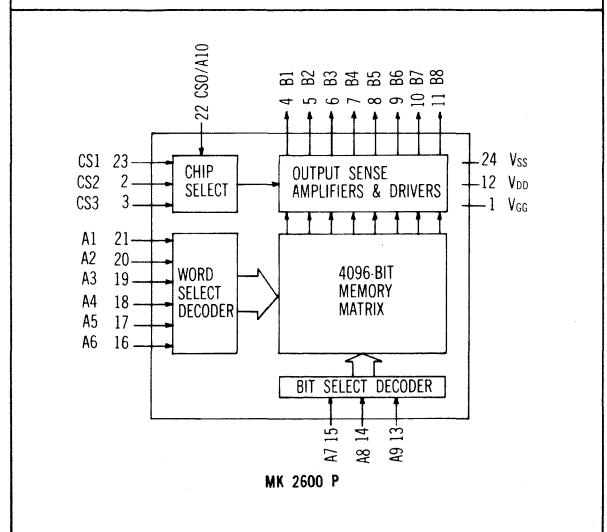 22 CS0/A10
4 B1
5 B2
6 B3
7 B4
8 B5
9 B6
10 B7
11 B8
CS1 23
CS2 2
CS3 3
CHIP
SELECT
OUTPUT SENSE
AMPLIFIERS & DRIVERS
24 VSS
12 VDD
1 VGG
A1 21
A2 20
A3 19
A4 18
A5 17
A6 16
WORD
SELECT
DECODER
4096-BIT
MEMORY
MATRIX
BIT SELECT DECODER
A7 15
A8 14
A9 13
MK 2600 P